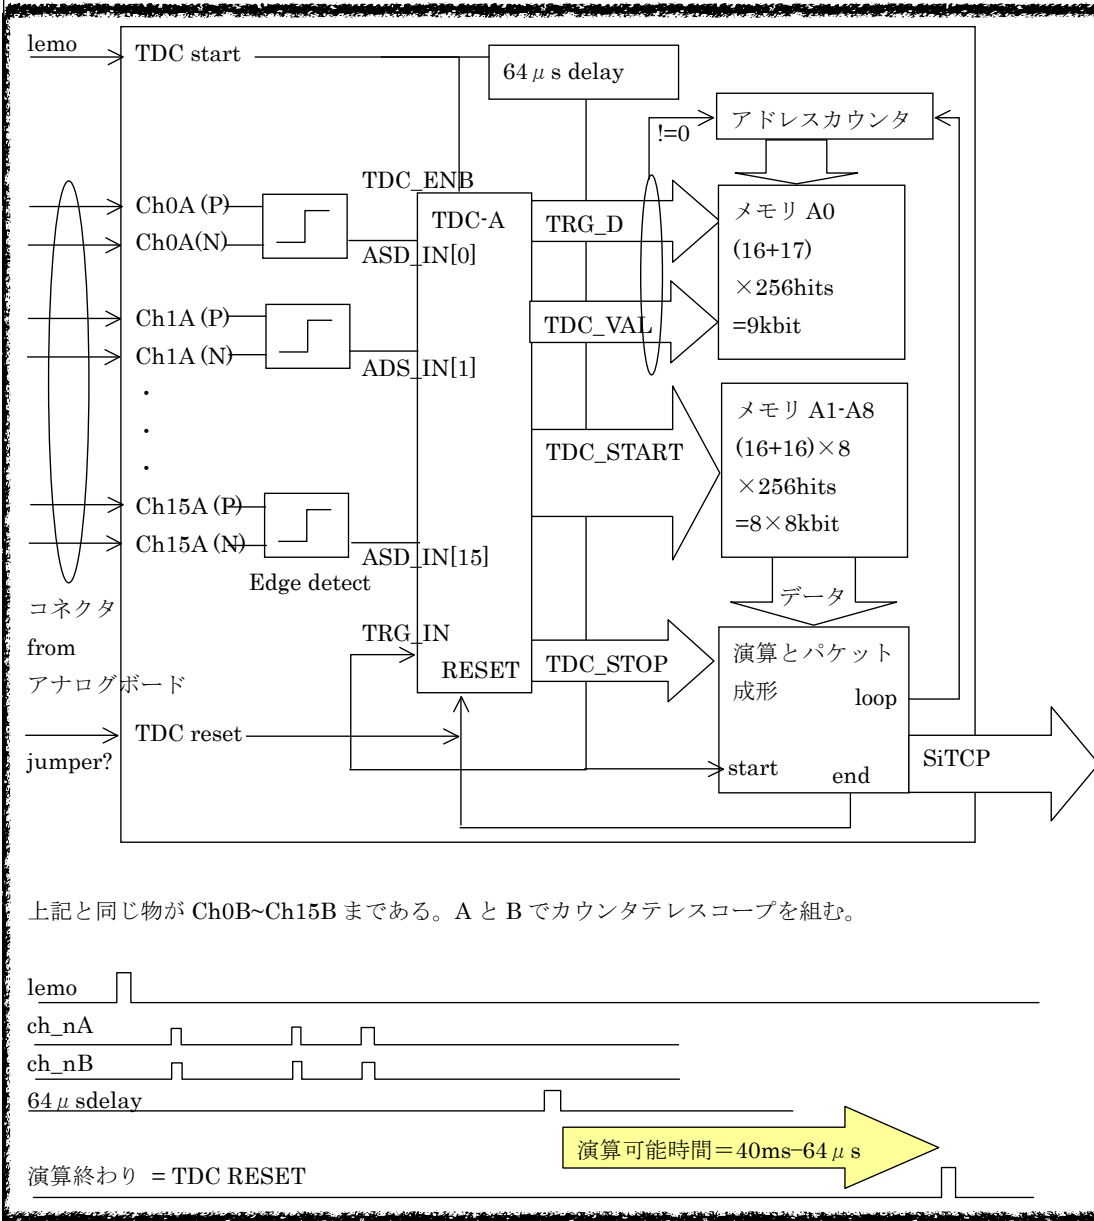 lemo
TDC start
64μs delay
!=0
アドレスカウンタ
TDC_ENB
Ch0A (P)
Ch0A(N)
ASD_IN[0]
TDC-A
TRG_D
メモリ A0
(16+17)
×256hits
=9kbit
Ch1A (P)
Ch1A (N)
ADS_IN[1]
TDC_VAL
・
・
・
TDC_START
メモリ A1-A8
(16+16)×8
×256hits
=8×8kbit
Ch15A (P)
Ch15A (N)
ASD_IN[15]
Edge detect
データ
コネクタ
from
アナログボード
TRG_IN
RESET
TDC_STOP
演算とパケット
成形
loop
TDC reset
jumper?
start
end
SiTCP
上記と同じ物が Ch0B~Ch15B まである。A と B でカウンタテレスコープを組む。
lemo
ch_nA
ch_nB
64μsdelay
演算可能時間＝40ms-64μs
演算終わり = TDC RESET